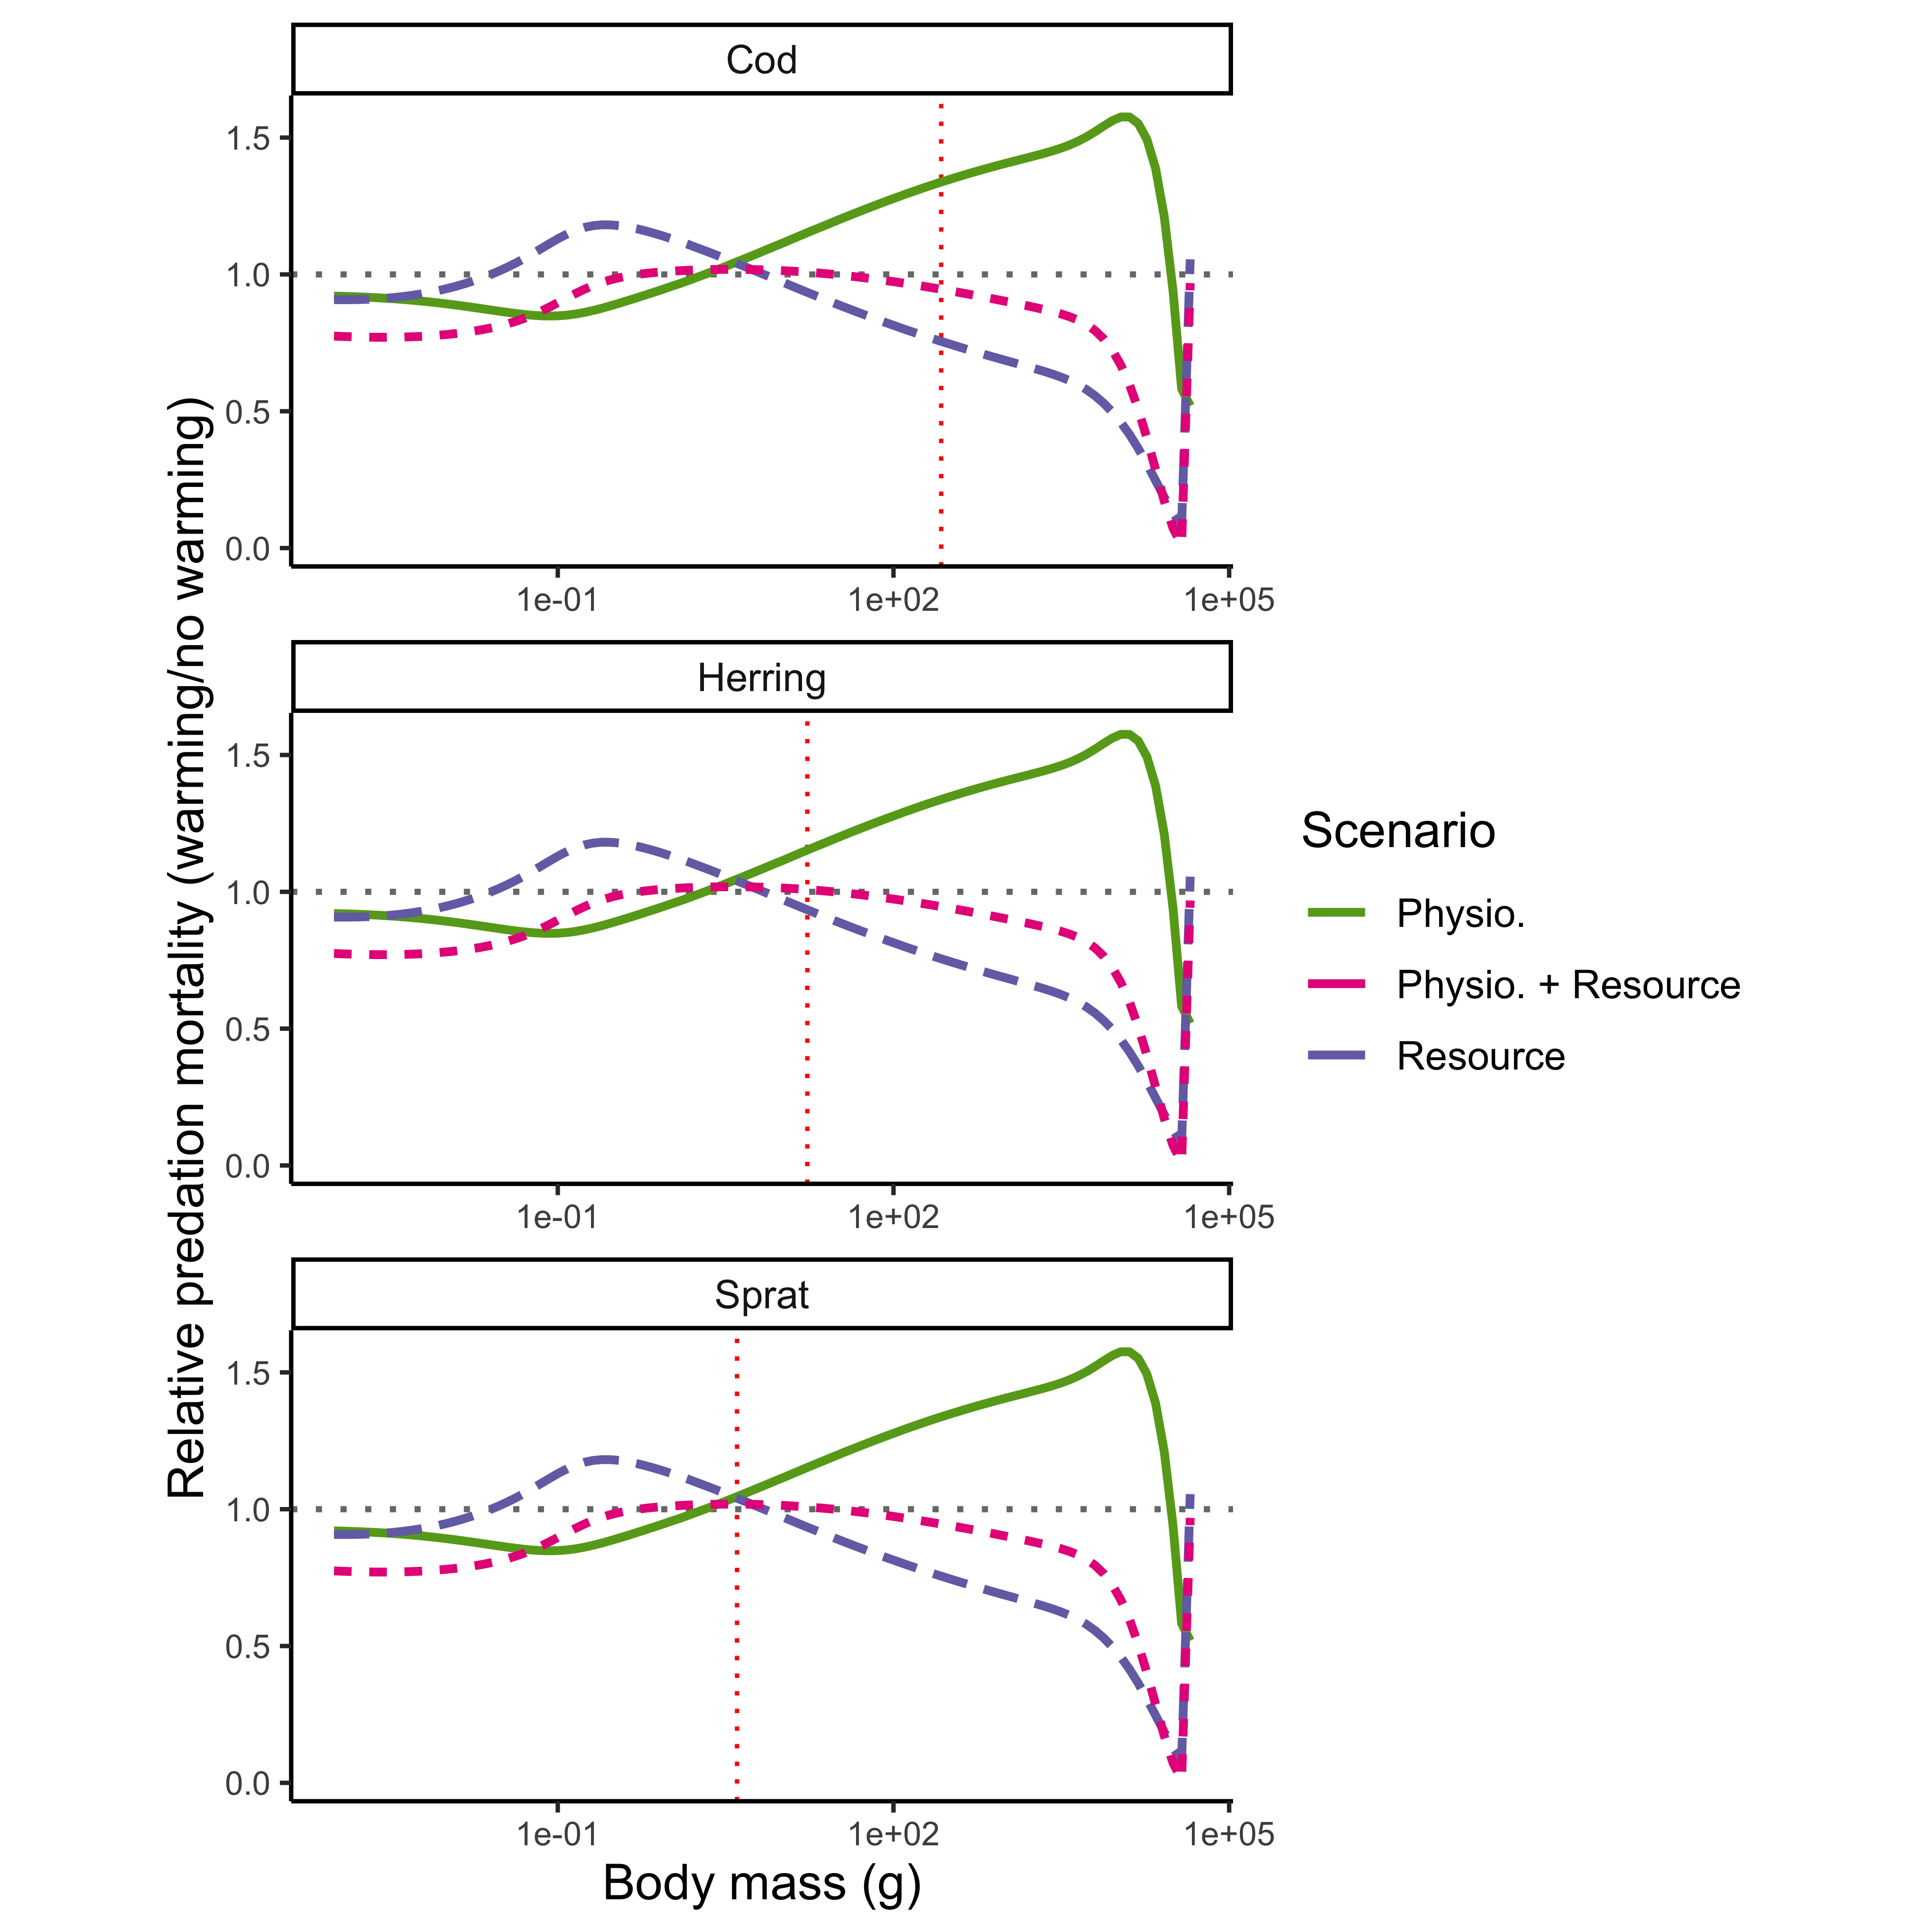 Cod
1.5
1.0
0.5
0.0
1e-01 1e+02 1e+05
Herring
1.5
1.0
0.5
0.0
1e-01 1e+02 1e+05
Sprat
1.5
1.0
0.5
0.0
1e-01 1e+02 1e+05
Body mass (g)
Relative predation mortality (warming/no warming)
Scenario
Physio.
Physio. + Resource
Resource